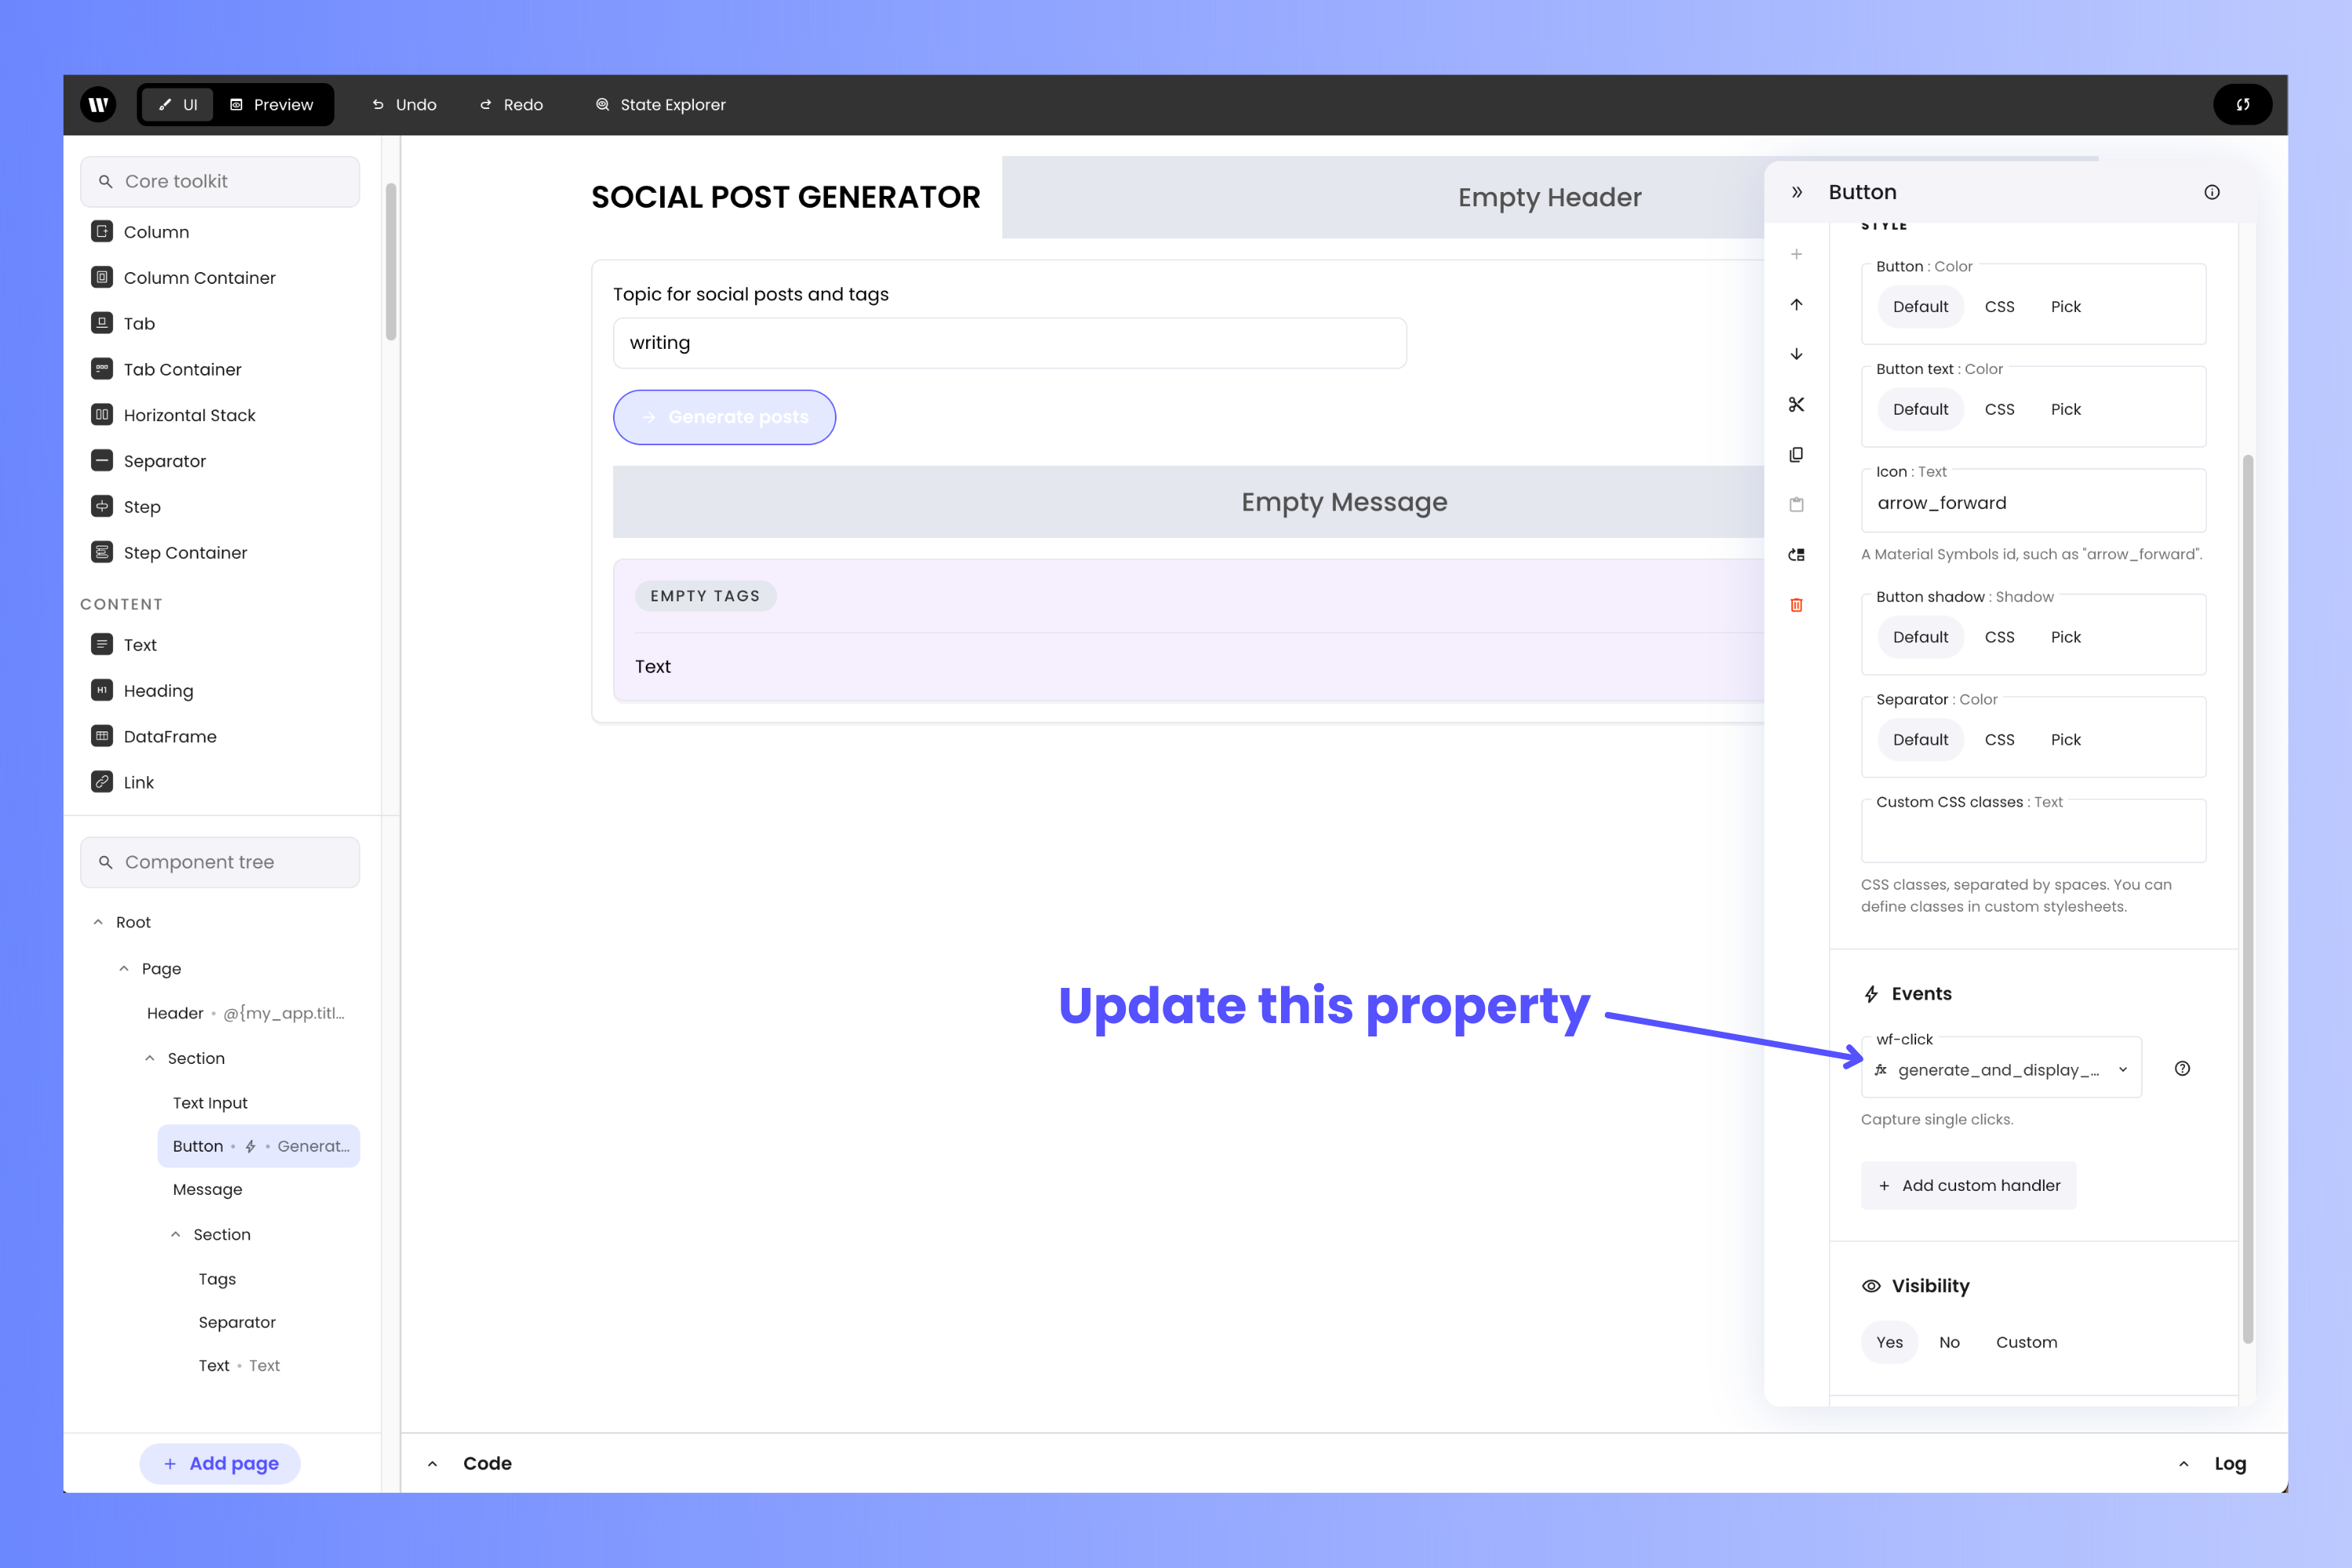 UI
Preview
Undo
Redo
State Explorer
Core toolkit
Column
Column Container
Tab
Tab Container
Horizontal Stack
Separator
Step
Step Container
CONTENT
Text
Heading
DataFrame
Link
Component tree
Root
Page
Header • @{my_app.titl...
Section
Text Input
Button • • Generat...
Message
Section
Tags
Separator
Text • Text
+ Add page
SOCIAL POST GENERATOR
Empty Header
Topic for social posts and tags
writing
Generate posts
Empty Message
EMPTY TAGS
Text
Update this property
Button
STYLE
Button : Color
Default CSS Pick
Button text : Color
Default CSS Pick
Icon : Text
arrow_forward
A Material Symbols id, such as "arrow_forward".
Button shadow : Shadow
Default CSS Pick
Separator : Color
Default CSS Pick
Custom CSS classes : Text
CSS classes, separated by spaces. You can
define classes in custom stylesheets.
Events
wf-click
fx generate_and_display_...
Capture single clicks.
+ Add custom handler
Visibility
Yes No Custom
Code
Log